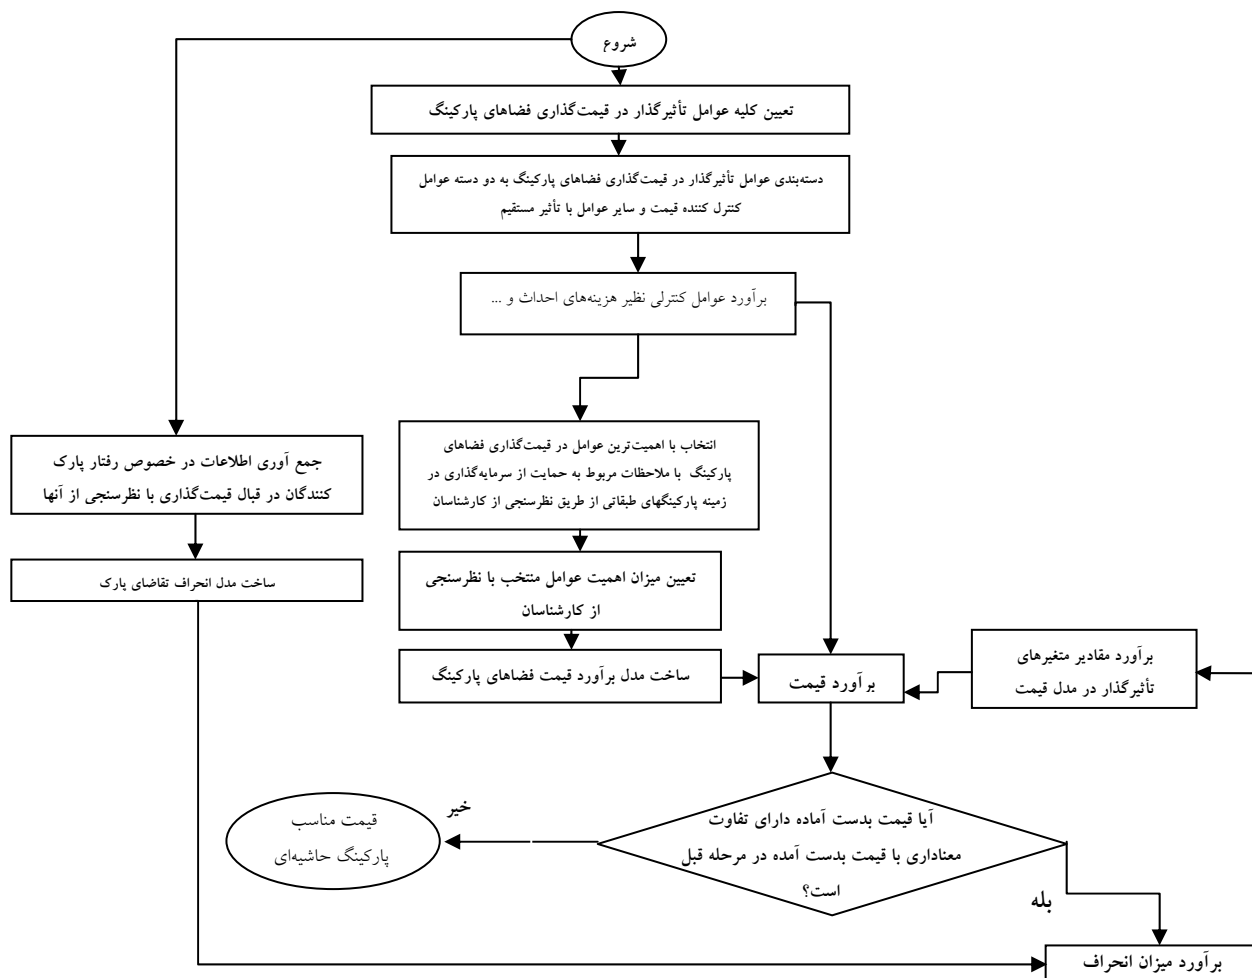 شروع
تعیین کلیه عوامل تأثیرگذار در قیمت‌گذاری فضاهای پارکینگ
دسته‌بندی عوامل تأثیرگذار در قیمت‌گذاری فضاهای پارکینگ به دو دسته عوامل
کنترل کننده قیمت و سایر عوامل با تأثیر مستقیم
برآورد عوامل کنترلی نظیر هزینه‌های احداث و ...
انتخاب با اهمیت‌ترین عوامل در قیمت‌گذاری فضاهای
پارکینگ با ملاحظات مربوط به حمایت از سرمایه‌گذاری در
زمینه پارکینگهای طبقاتی از طریق نظرسنجی از کارشناسان
جمع آوری اطلاعات در خصوص رفتار پارک
کنندگان در قبال قیمت‌گذاری با نظرسنجی از آنها
تعیین میزان اهمیت عوامل منتخب با نظرسنجی
از کارشناسان
ساخت مدل انحراف تقاضای پارک
برآورد مقادیر متغیرهای
تأثیرگذار در مدل قیمت
برآورد قیمت
ساخت مدل برآورد قیمت فضاهای پارکینگ
آیا قیمت بدست آماده دارای تفاوت
معناداری با قیمت بدست آمده در مرحله قبل
است؟
خیر
قیمت مناسب
پارکینگ حاشیه‌ای
بله
برآورد میزان انحراف